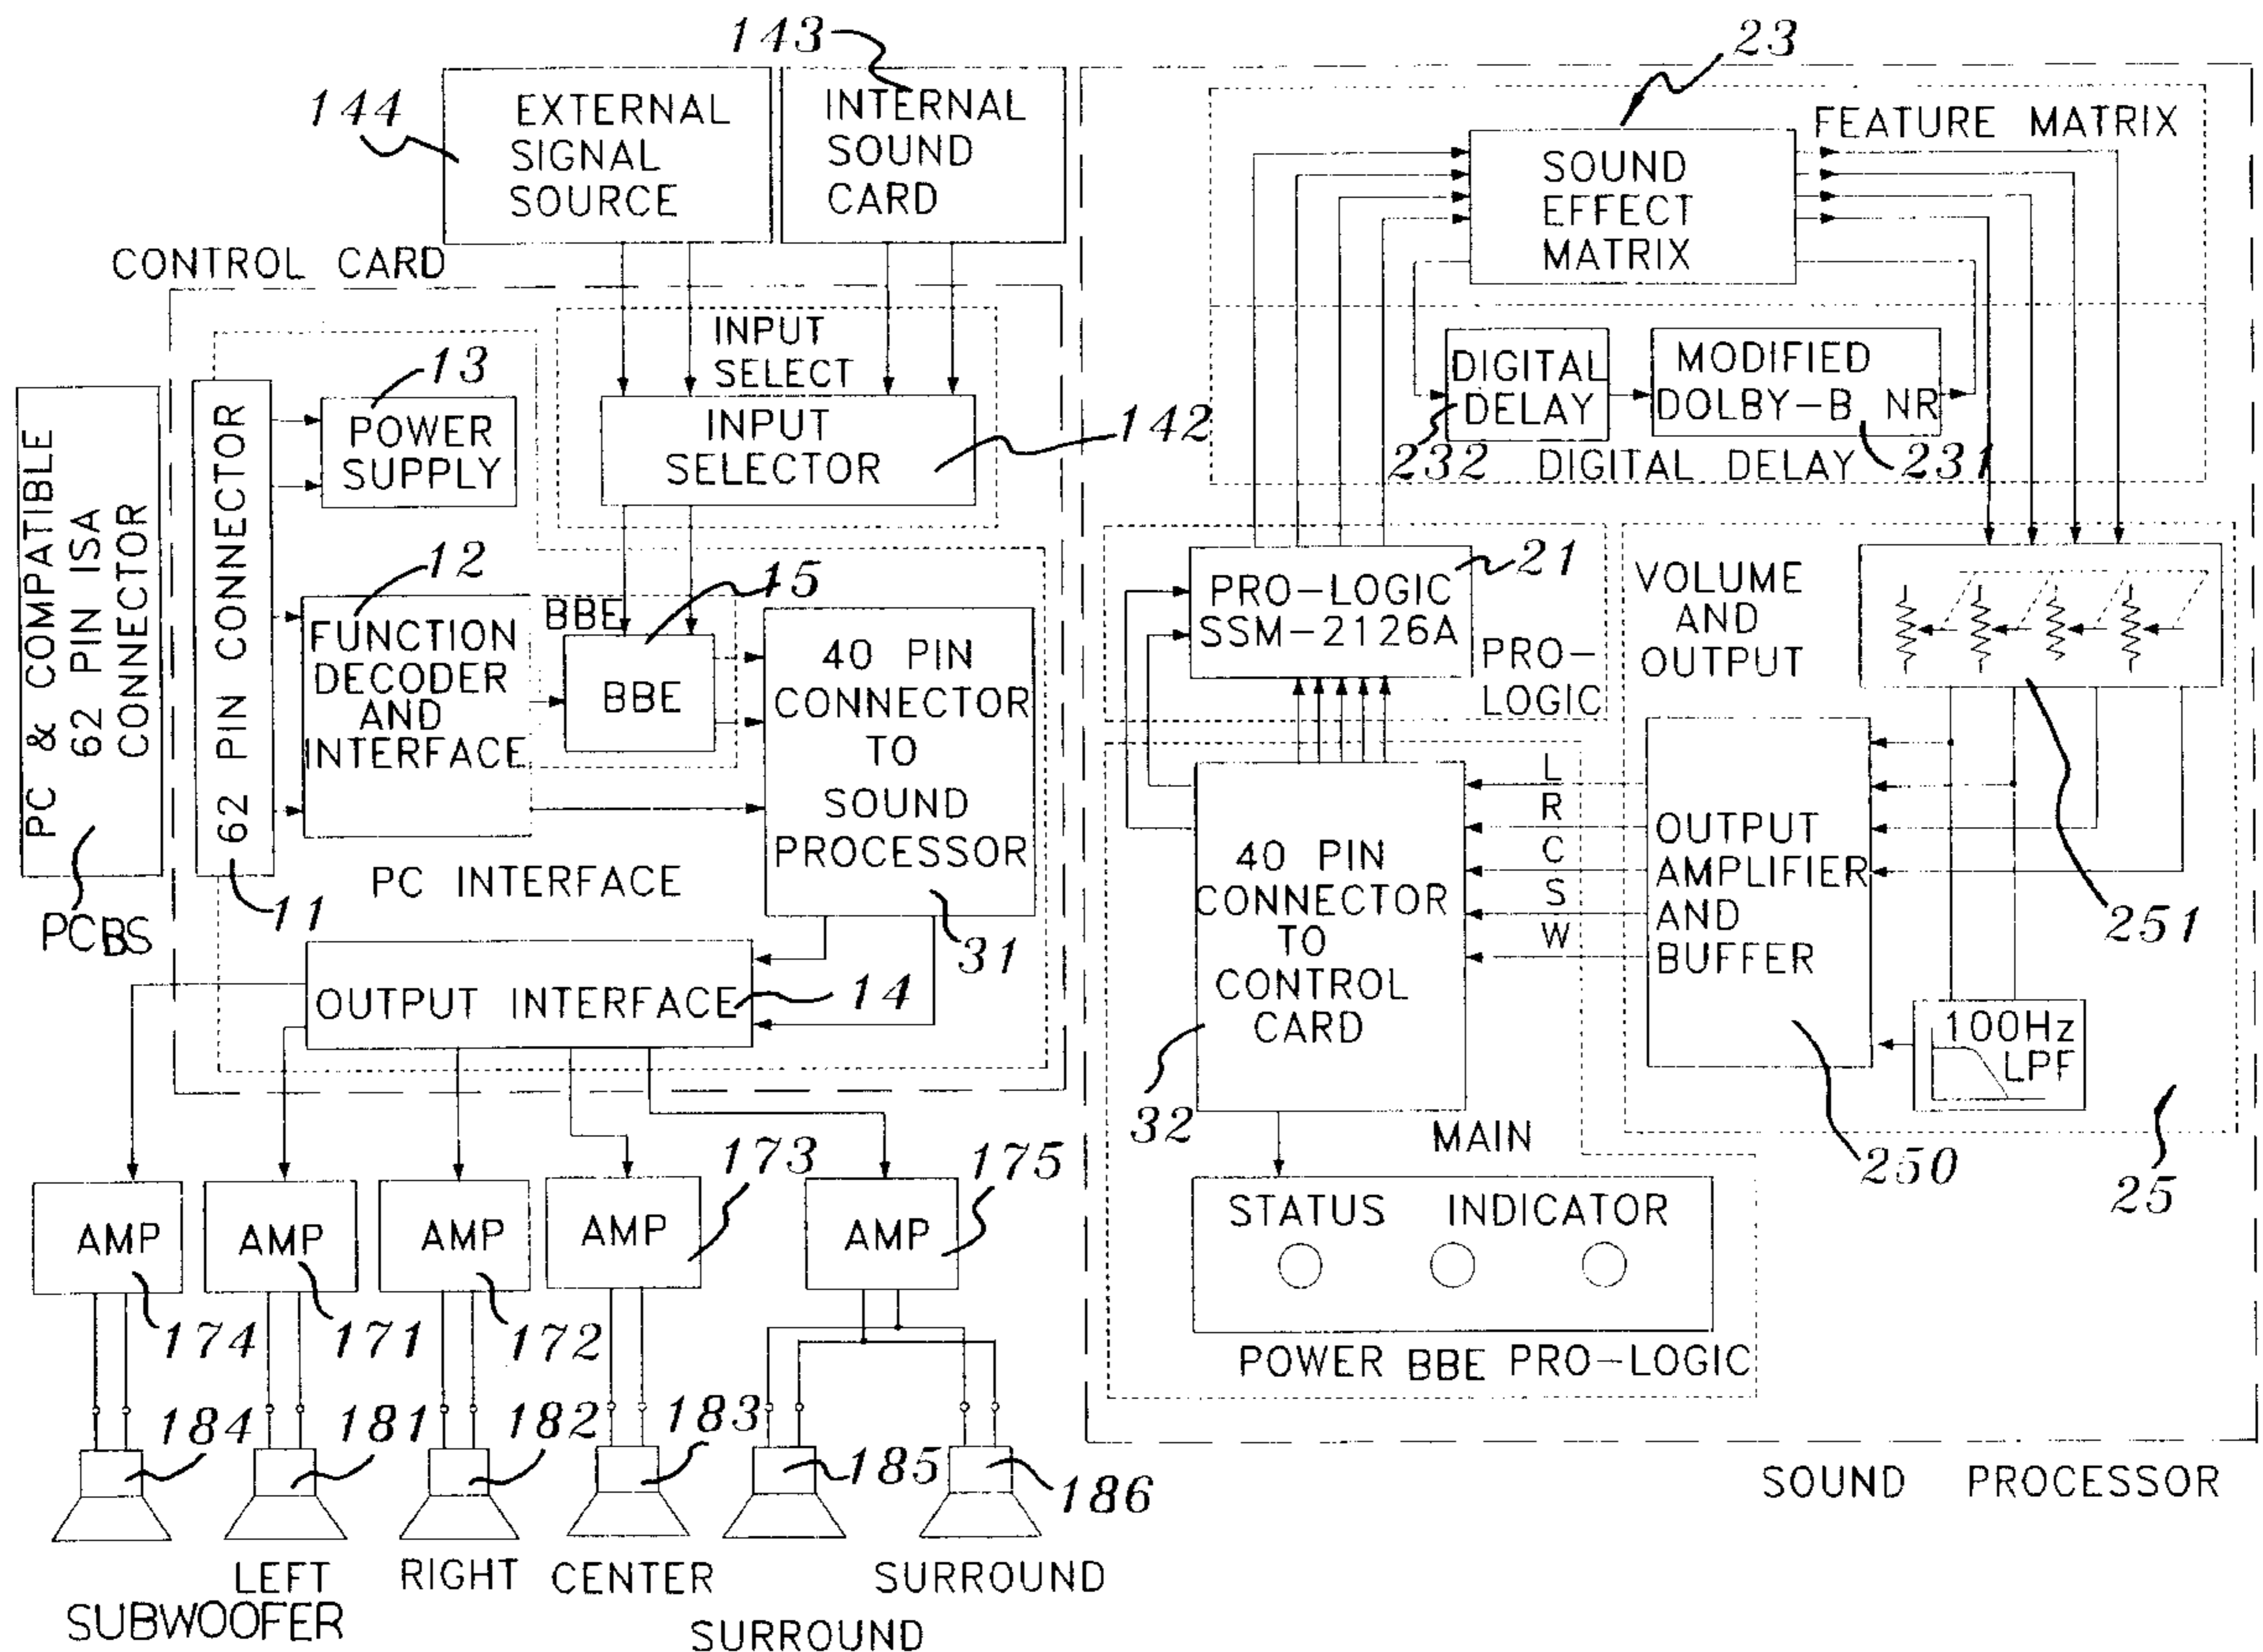 143
23
144
EXTERNAL
SIGNAL
SOURCE
INTERNAL
SOUND
CARD
FEATURE MATRIX
SOUND
EFFECT
MATRIX
CONTROL CARD
INPUT
SELECT
INPUT
SELECTOR
142
13
POWER
SUPPLY
DIGITAL
DELAY
MODIFIED
DOLBY-B NR
232
DIGITAL DELAY
231
PC & COMPATIBLE
62 PIN ISA
CONNECTOR
PCBS
62 PIN CONNECTOR
11
12
FUNCTION
DECODER
AND
INTERFACE
BBE
15
BBE
40 PIN
CONNECTOR
TO
SOUND
PROCESSOR
31
PC INTERFACE
OUTPUT INTERFACE
14
21
PRO-LOGIC
SSM-2126A
PRO-
LOGIC
VOLUME
AND
OUTPUT
251
40 PIN
CONNECTOR
TO
CONTROL
CARD
32
L
R
C
S
W
OUTPUT
AMPLIFIER
AND
BUFFER
250
100Hz
LPF
25
MAIN
STATUS INDICATOR
POWER BBE PRO-LOGIC
AMP
174
AMP
171
AMP
172
AMP
173
AMP
175
184
181
182
183
185
186
SUBWOOFER
LEFT
RIGHT
CENTER
SURROUND
SURROUND
SOUND PROCESSOR